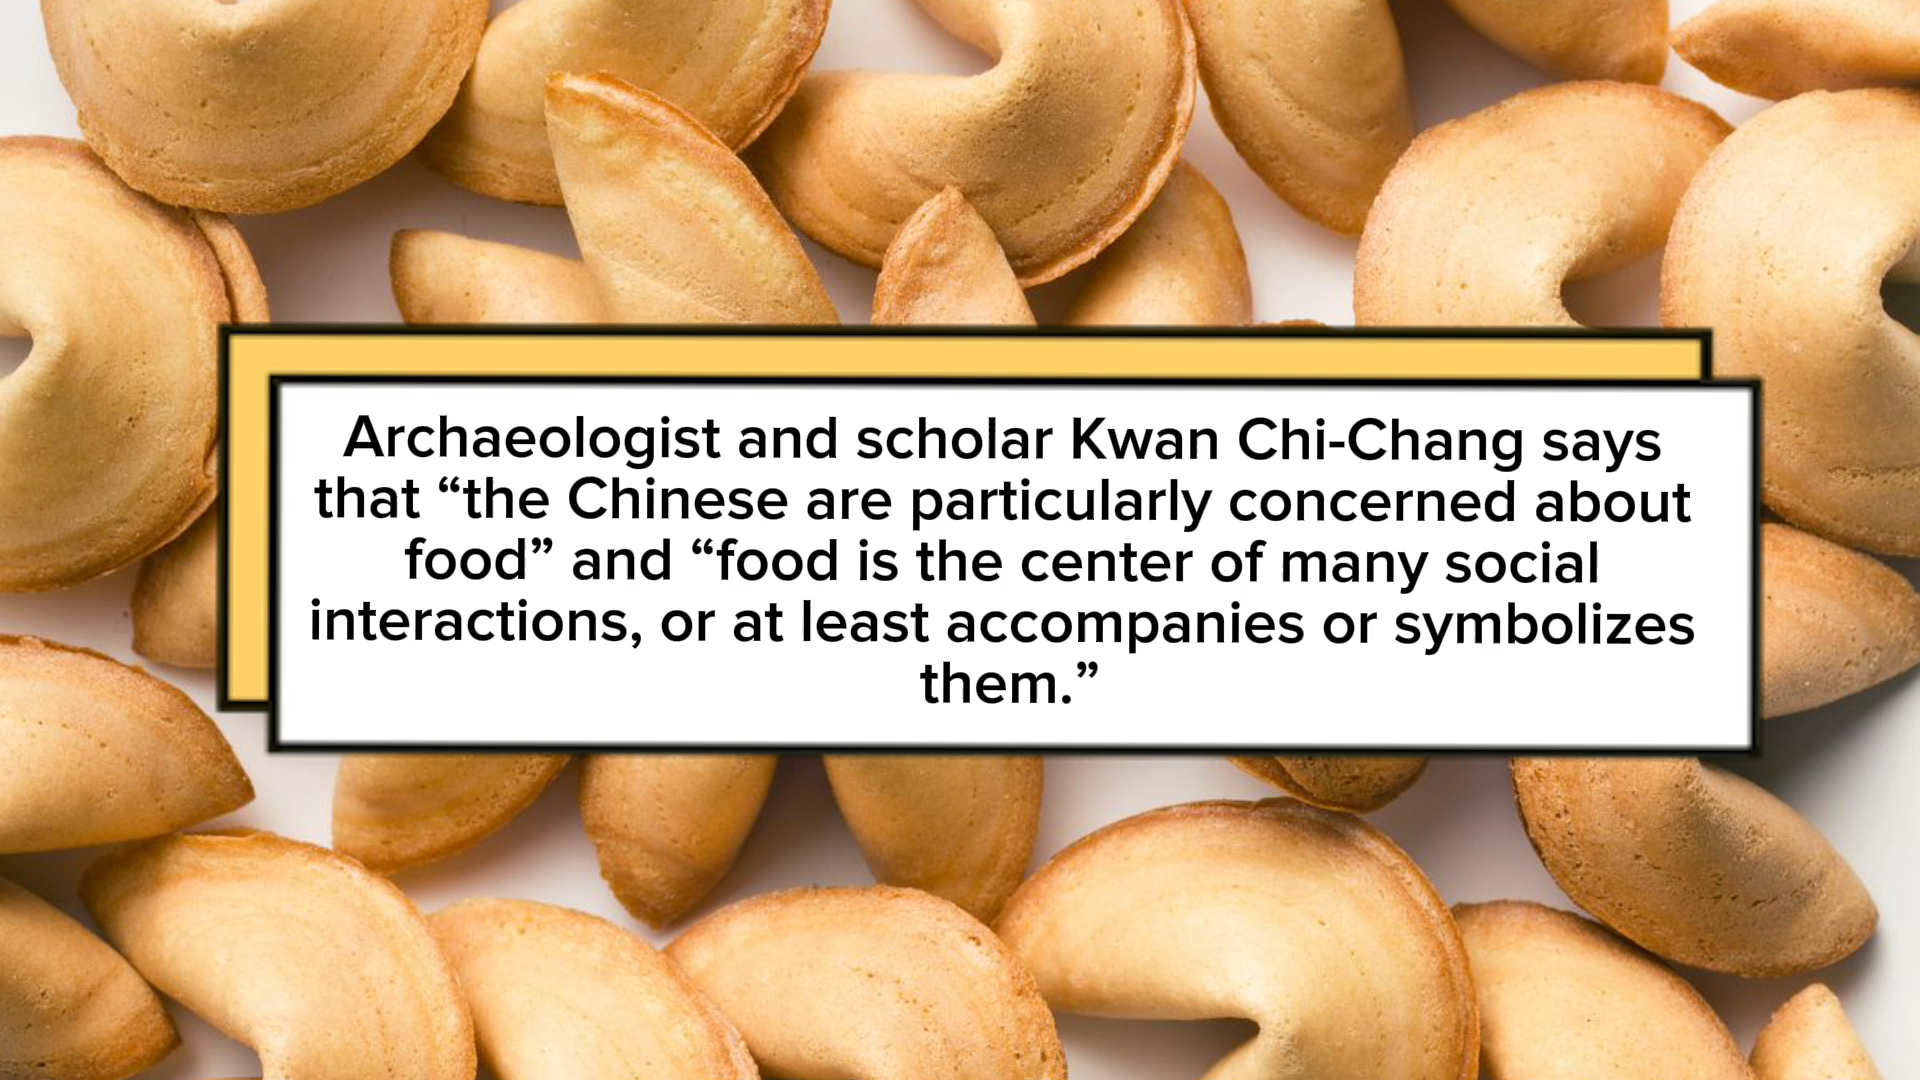 Archaeologist and scholar Kwan Chi-Chang says
that “the Chinese are particularly concerned about
food” and “food is the center of many social
interactions, or at least accompanies or symbolizes
them.”